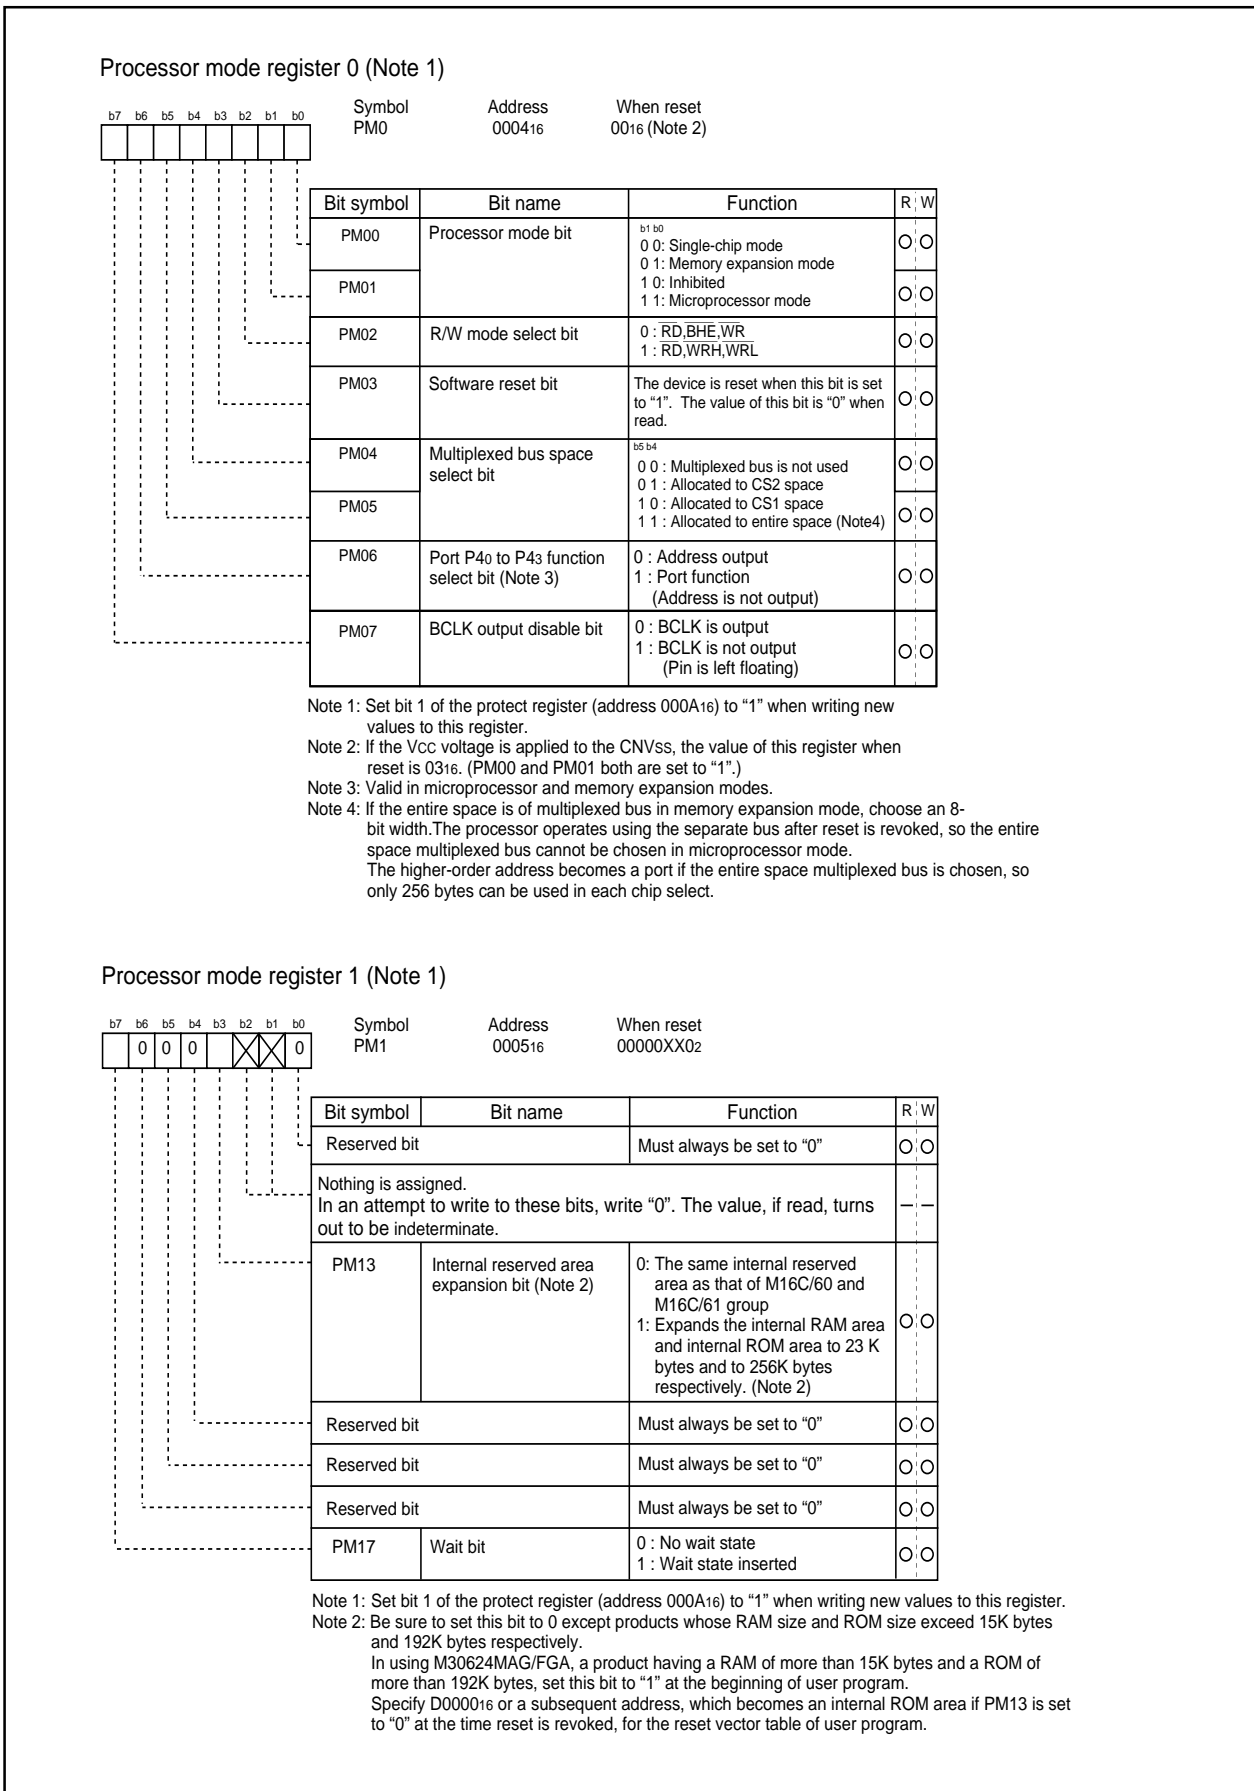 Processor mode register 0 (Note 1)
b7 b6 b5 b4 b3 b2 b1 b0
Symbol Address When reset
PM0 000416 0016 (Note 2)
Bit symbol Bit name Function R W
PM00 Processor mode bit
b1 b0
0 0: Single-chip mode
0 1: Memory expansion mode
PM01
1 0: Inhibited
1 1: Microprocessor mode
PM02 R/W mode select bit
0 : RD,BHE,WR
1 : RD,WRH,WRL
PM03 Software reset bit
The device is reset when this bit is set
to “1”. The value of this bit is “0” when
read.
PM04 Multiplexed bus space
select bit
b5 b4
0 0 : Multiplexed bus is not used
0 1 : Allocated to CS2 space
PM05
1 0 : Allocated to CS1 space
1 1 : Allocated to entire space (Note4)
PM06 Port P40 to P43 function
select bit (Note 3)
0 : Address output
1 : Port function
(Address is not output)
PM07 BCLK output disable bit
0 : BCLK is output
1 : BCLK is not output
(Pin is left floating)
Note 1: Set bit 1 of the protect register (address 000A16) to “1” when writing new
values to this register.
Note 2: If the VCC voltage is applied to the CNVSS, the value of this register when
reset is 0316. (PM00 and PM01 both are set to “1”.)
Note 3: Valid in microprocessor and memory expansion modes.
Note 4: If the entire space is of multiplexed bus in memory expansion mode, choose an 8-
bit width.The processor operates using the separate bus after reset is revoked, so the entire
space multiplexed bus cannot be chosen in microprocessor mode.
The higher-order address becomes a port if the entire space multiplexed bus is chosen, so
only 256 bytes can be used in each chip select.
Processor mode register 1 (Note 1)
b7 b6 b5 b4 b3 b2 b1 b0
0 0 0 0
Symbol Address When reset
PM1 000516 00000XX02
Bit symbol Bit name Function R W
Reserved bit Must always be set to “0”
Nothing is assigned.
In an attempt to write to these bits, write “0”. The value, if read, turns
out to be indeterminate.
PM13 Internal reserved area
expansion bit (Note 2)
0: The same internal reserved
area as that of M16C/60 and
M16C/61 group
1: Expands the internal RAM area
and internal ROM area to 23 K
bytes and to 256K bytes
respectively. (Note 2)
Reserved bit Must always be set to “0”
Reserved bit Must always be set to “0”
Reserved bit Must always be set to “0”
PM17 Wait bit
0 : No wait state
1 : Wait state inserted
Note 1: Set bit 1 of the protect register (address 000A16) to “1” when writing new values to this register.
Note 2: Be sure to set this bit to 0 except products whose RAM size and ROM size exceed 15K bytes
and 192K bytes respectively.
In using M30624MAG/FGA, a product having a RAM of more than 15K bytes and a ROM of
more than 192K bytes, set this bit to “1” at the beginning of user program.
Specify D000016 or a subsequent address, which becomes an internal ROM area if PM13 is set
to “0” at the time reset is revoked, for the reset vector table of user program.